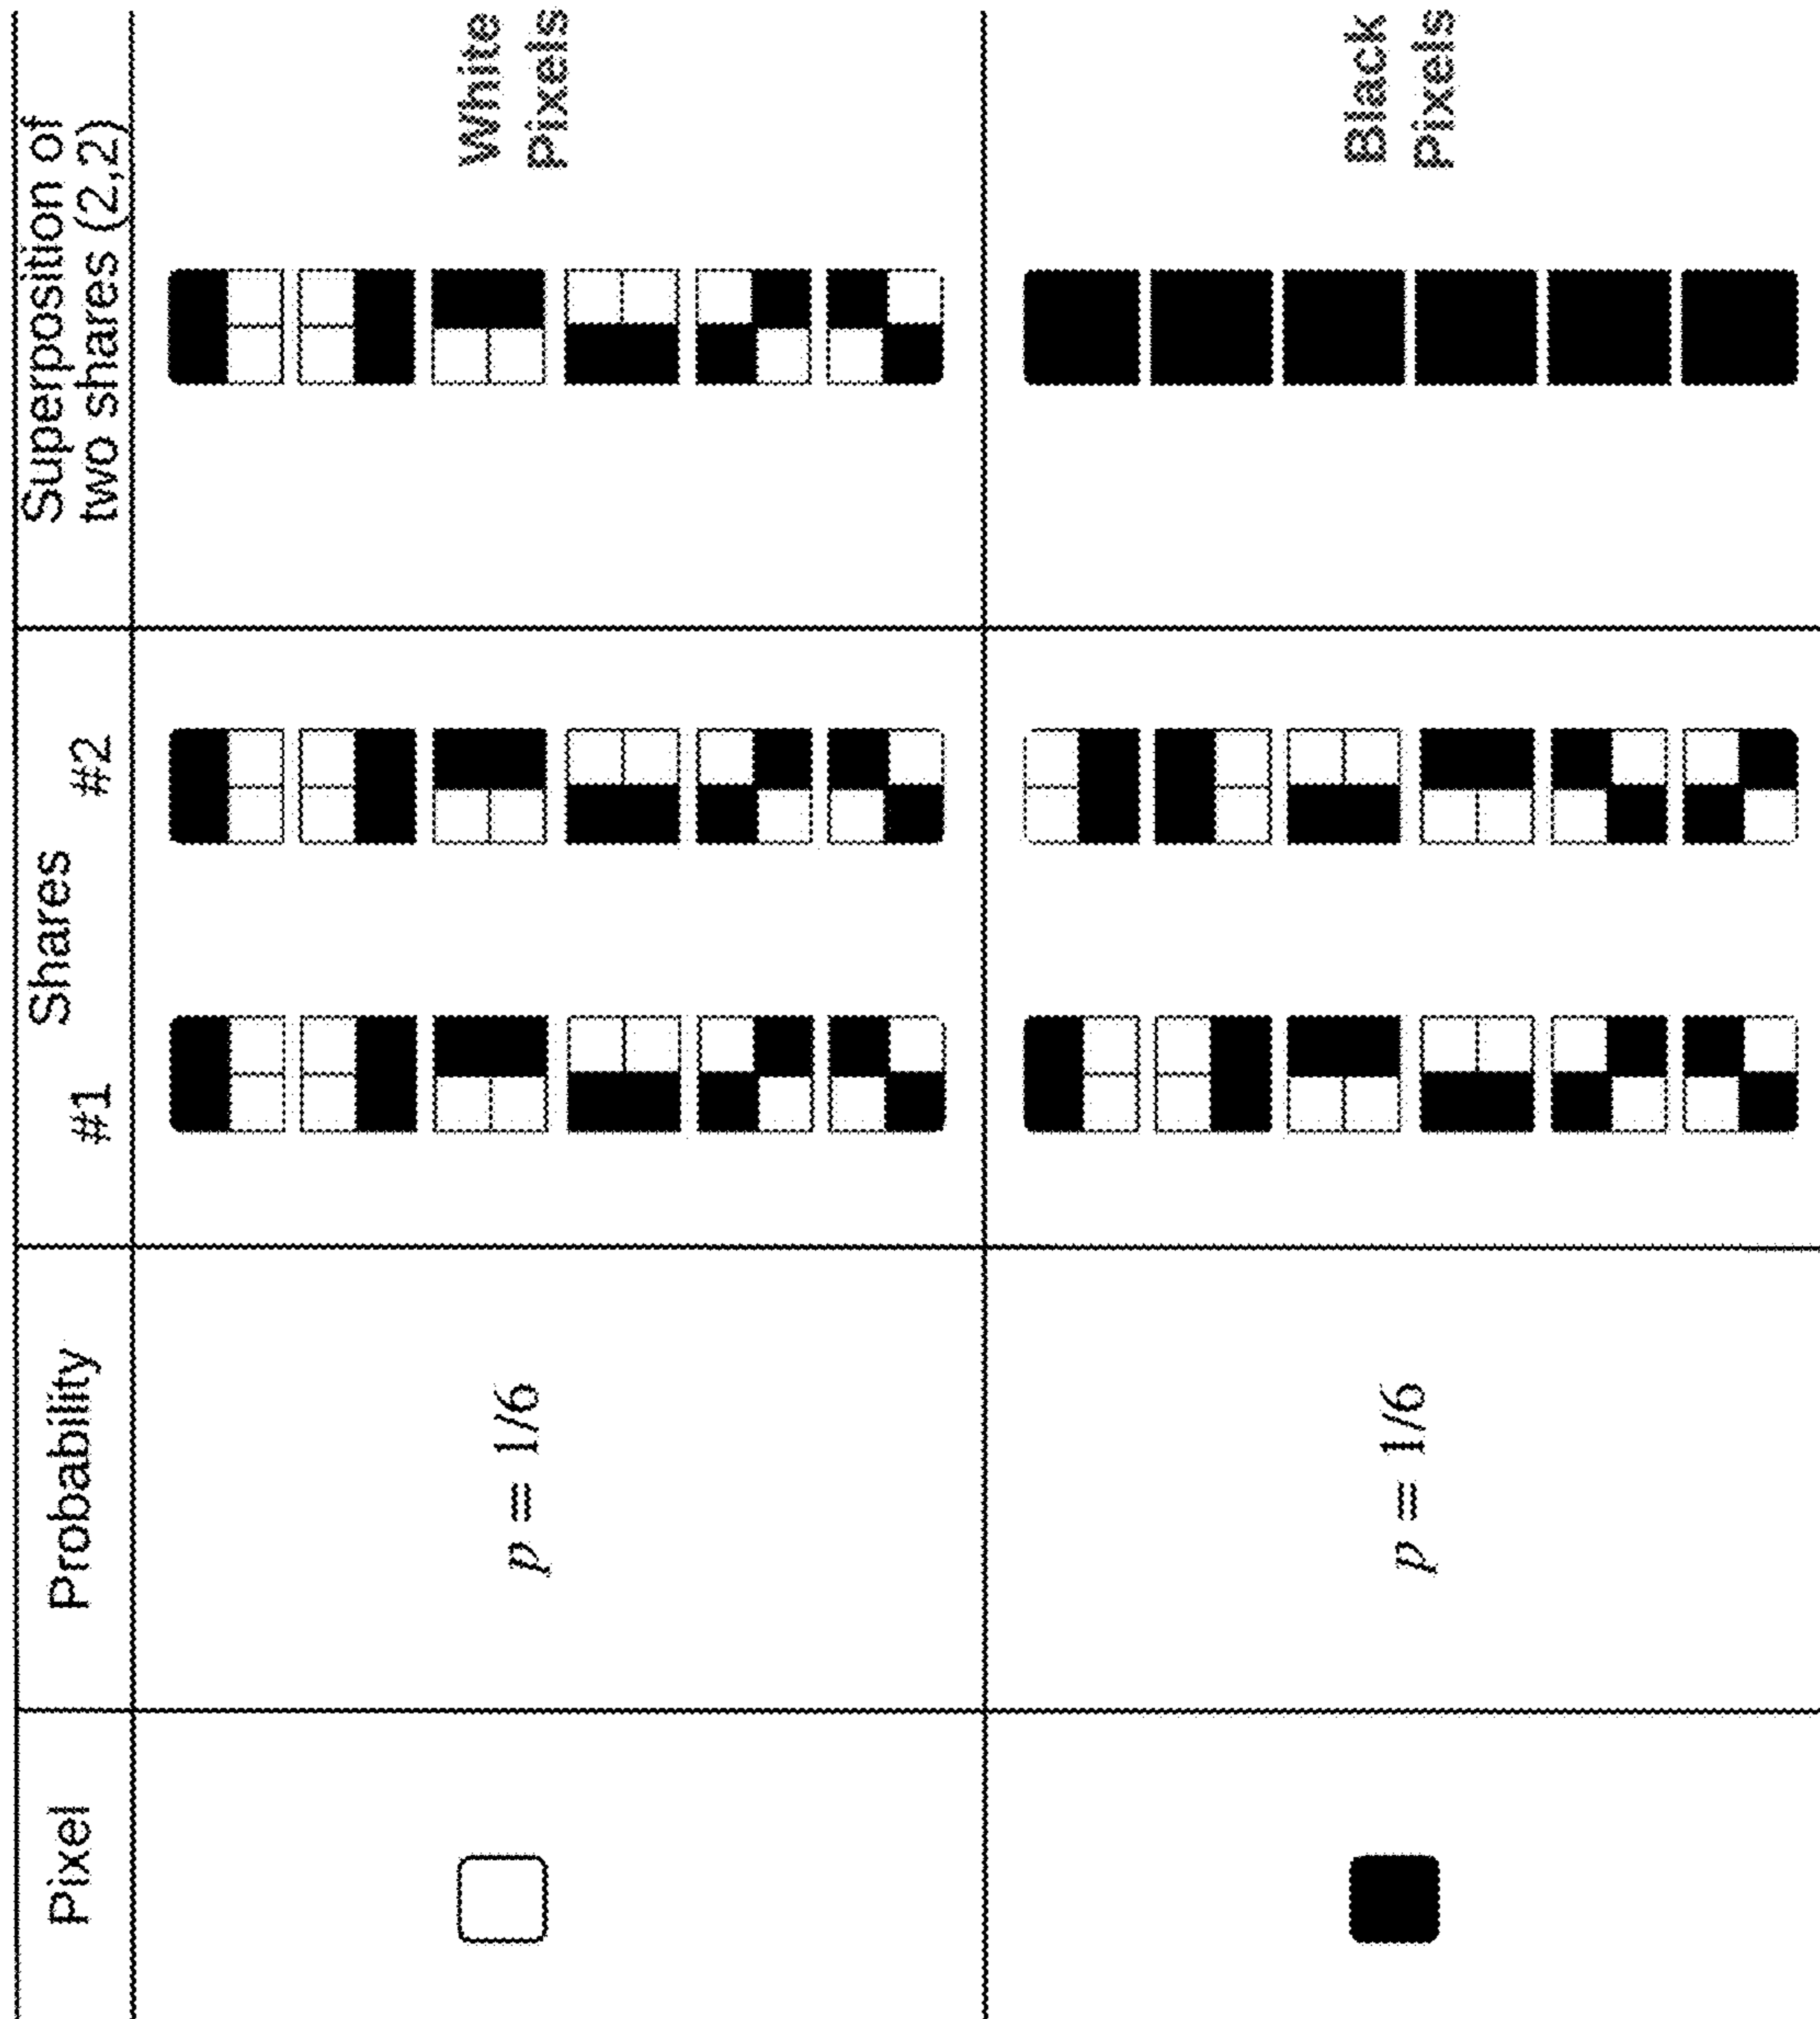 Pixel
Probability
Shares
#1
#2
Superposition of
two shares (2,2)
p = 1/6
White
Pixels
p = 1/6
Black
Pixels